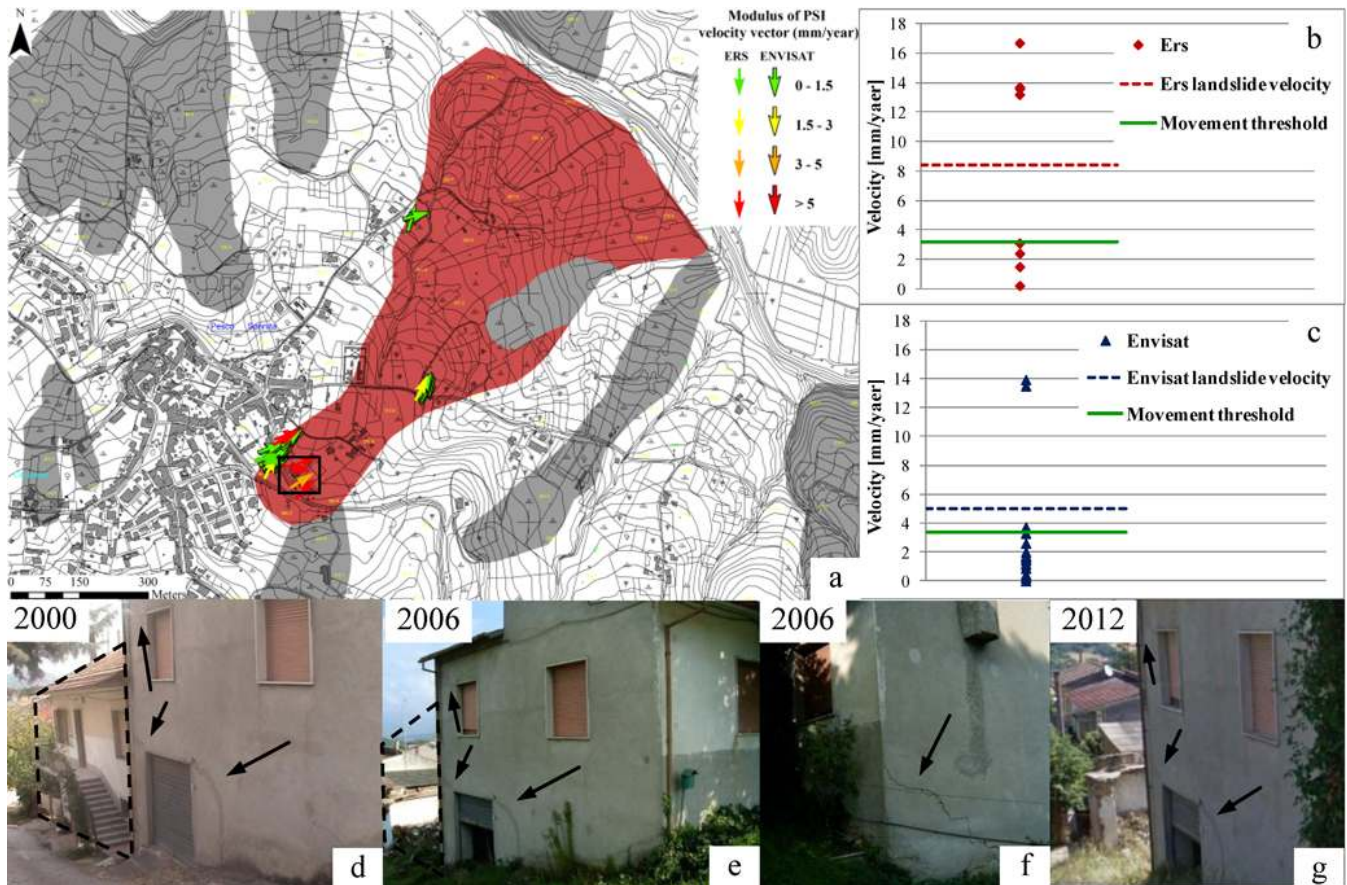 N
Modulus of PSI
velocity vector (mm/year)
ERS ENVISAT
0 - 1.5
1.5 - 3
3 - 5
> 5
Pesco Sannita
0 75 150 300
Meters
a
18
16
14
12
10
8
6
4
2
0
Velocity [mm/yaer]
Ers
Ers landslide velocity
Movement threshold
b
18
16
14
12
10
8
6
4
2
0
Velocity [mm/yaer]
Envisat
Envisat landslide velocity
Movement threshold
c
2000
d
2006
e
2006
f
2012
g